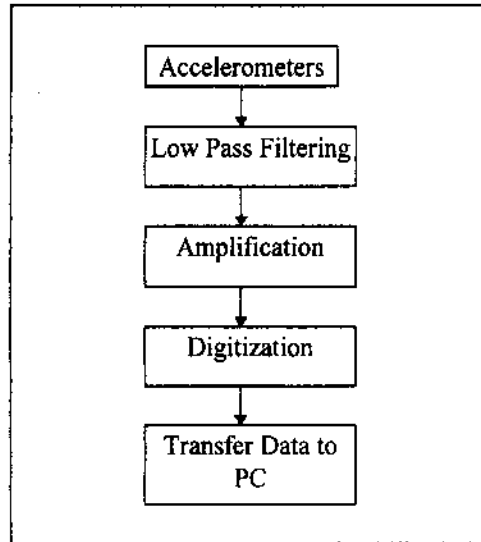 Accelerometers
Low Pass Filtering
Amplification
Digitization
Transfer Data to
PC